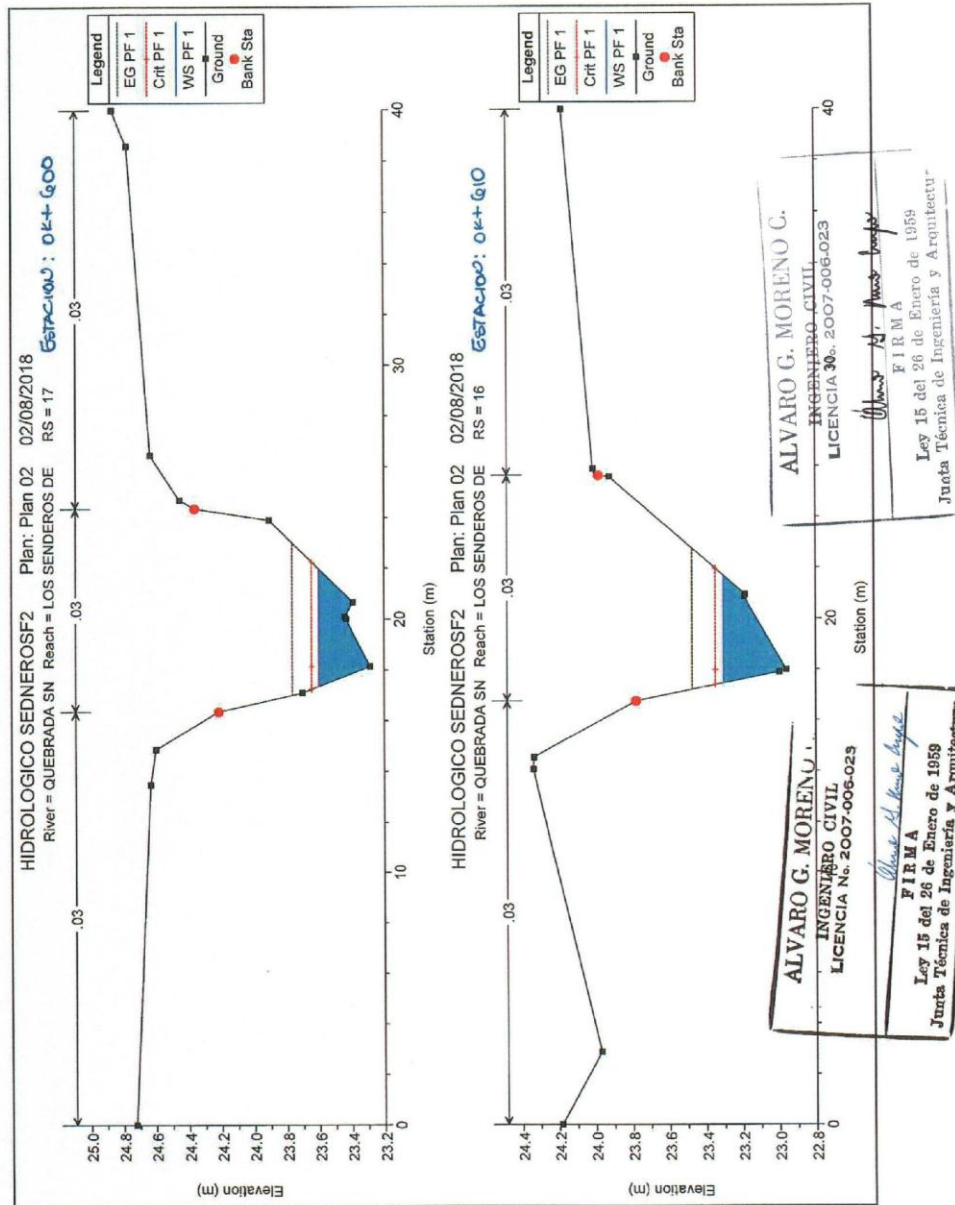 HIDROLOGICO SEDNEROSF2 Plan: Plan 02 02/08/2018
River = QUEBRADA SN Reach = LOS SENDEROS DE RS = 17
ESTACION: 0K+600
.03
.03
.03
Legend
EG PF 1
Crit PF 1
WS PF 1
Ground
Bank Sta
Elevation (m)
25.0
24.8
24.6
24.4
24.2
24.0
23.8
23.6
23.4
23.2
0
10
20
30
40
Station (m)
HIDROLOGICO SEDNEROSF2 Plan: Plan 02 02/08/2018
River = QUEBRADA SN Reach = LOS SENDEROS DE RS = 16
ESTACION: 0K+610
.03
.03
.03
Legend
EG PF 1
Crit PF 1
WS PF 1
Ground
Bank Sta
Elevation (m)
24.4
24.2
24.0
23.8
23.6
23.4
23.2
23.0
22.8
0
10
20
30
40
Station (m)
ALVARO G. MORENO
INGENIERO CIVIL
LICENCIA No. 2007-006-023
FIRMA
Ley 15 del 26 de Enero de 1959
Junta Técnica de Ingeniería y Arquitectur
ALVARO G. MORENO C.
INGENIERO CIVIL
LICENCIA No. 2007-006-023
FIRMA
Ley 15 del 26 de Enero de 1959
Junta Técnica de Ingeniería y Arquitectu-